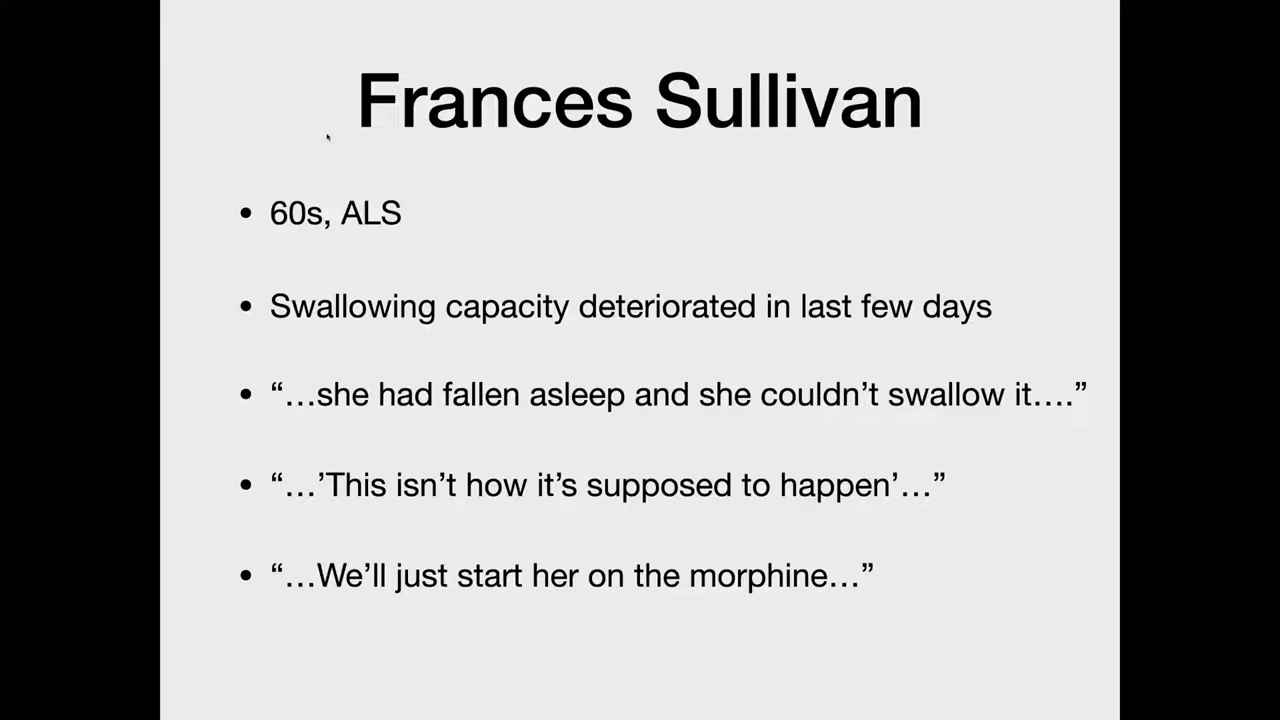 Frances Sullivan
• 60s, ALS
• Swallowing capacity deteriorated in last few days
• “…she had fallen asleep and she couldn’t swallow it….”
• “…’This isn’t how it’s supposed to happen’…”
• “…We’ll just start her on the morphine…”